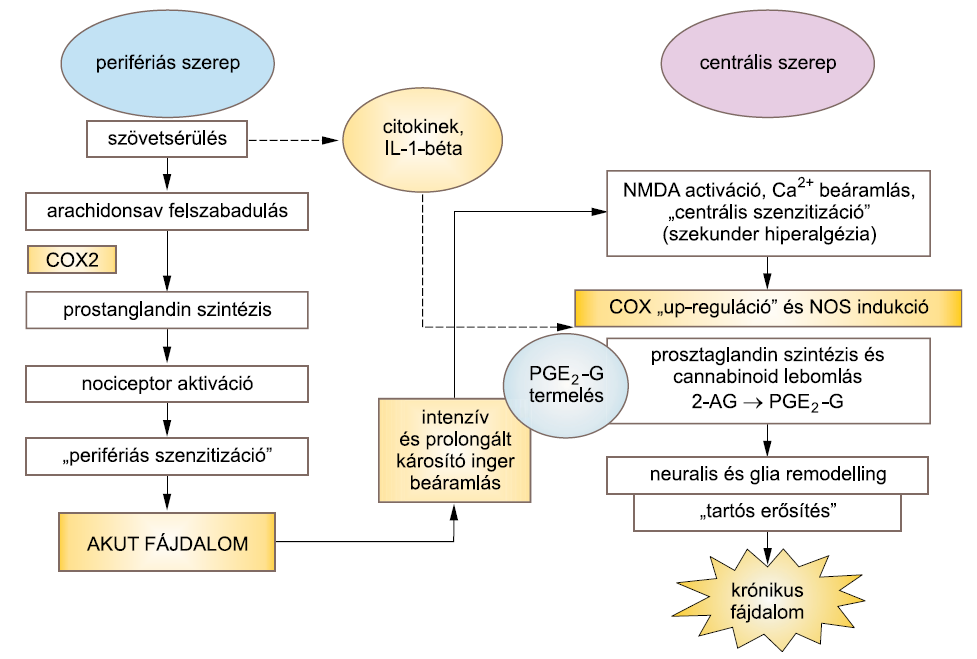 perifériás szerep
szövetsérülés
arachidonsav felszabadulás
COX2
prostanglandin szintézis
nociceptor aktiváció
„perifériás szenzitizáció”
AKUT FÁJDALOM
citokinek,
IL-1-béta
intenzív
és prolongált
károsító inger
beáramlás
centrális szerep
NMDA activáció, Ca²⁺ beáramlás,
„centrális szenzitizáció”
(szekunder hiperalgézia)
COX „up-reguláció” és NOS indukció
PGE₂-G
termelés
prosztaglandin szintézis és
cannabinoid lebomlás
2-AG → PGE₂-G
neuralis és glia remodelling
„tartós erősítés”
krónikus
fájdalom